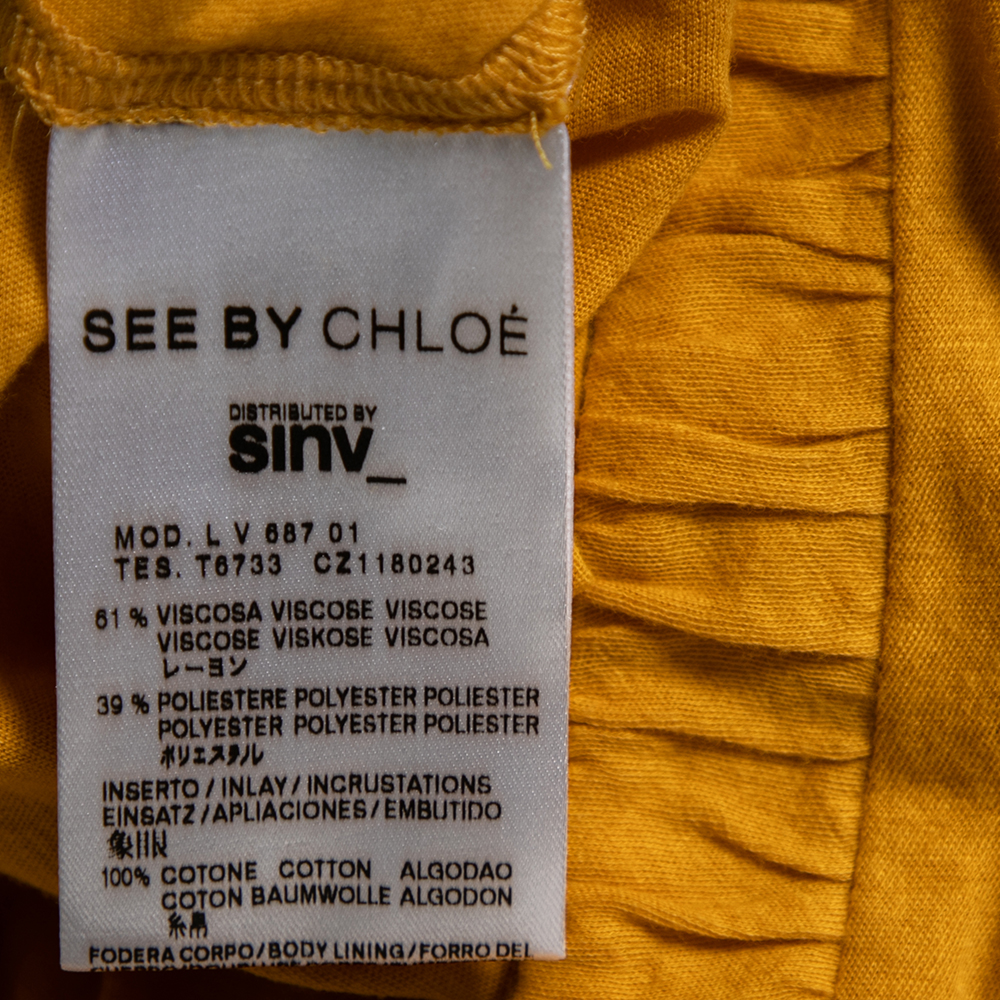 SEE BY CHLOÉ
DISTRIBUTED BY
sinv_
MOD. L V 687 01
TES. T6733 CZ1180243
61 % VISCOSA VISCOSE VISCOSE
VISCOSE VISKOSE VISCOSA
レーヨン
39 % POLIESTERE POLYESTER POLIESTER
POLYESTER POLYESTER POLIESTER
ポリエステル
INSERTO / INLAY / INCRUSTATIONS
EINSATZ / APLIACIONES / EMBUTIDO
100% COTONE COTTON ALGODAO
COTON BAUMWOLLE ALGODON
FODERA CORPO / BODY LINING / FORRO DEL